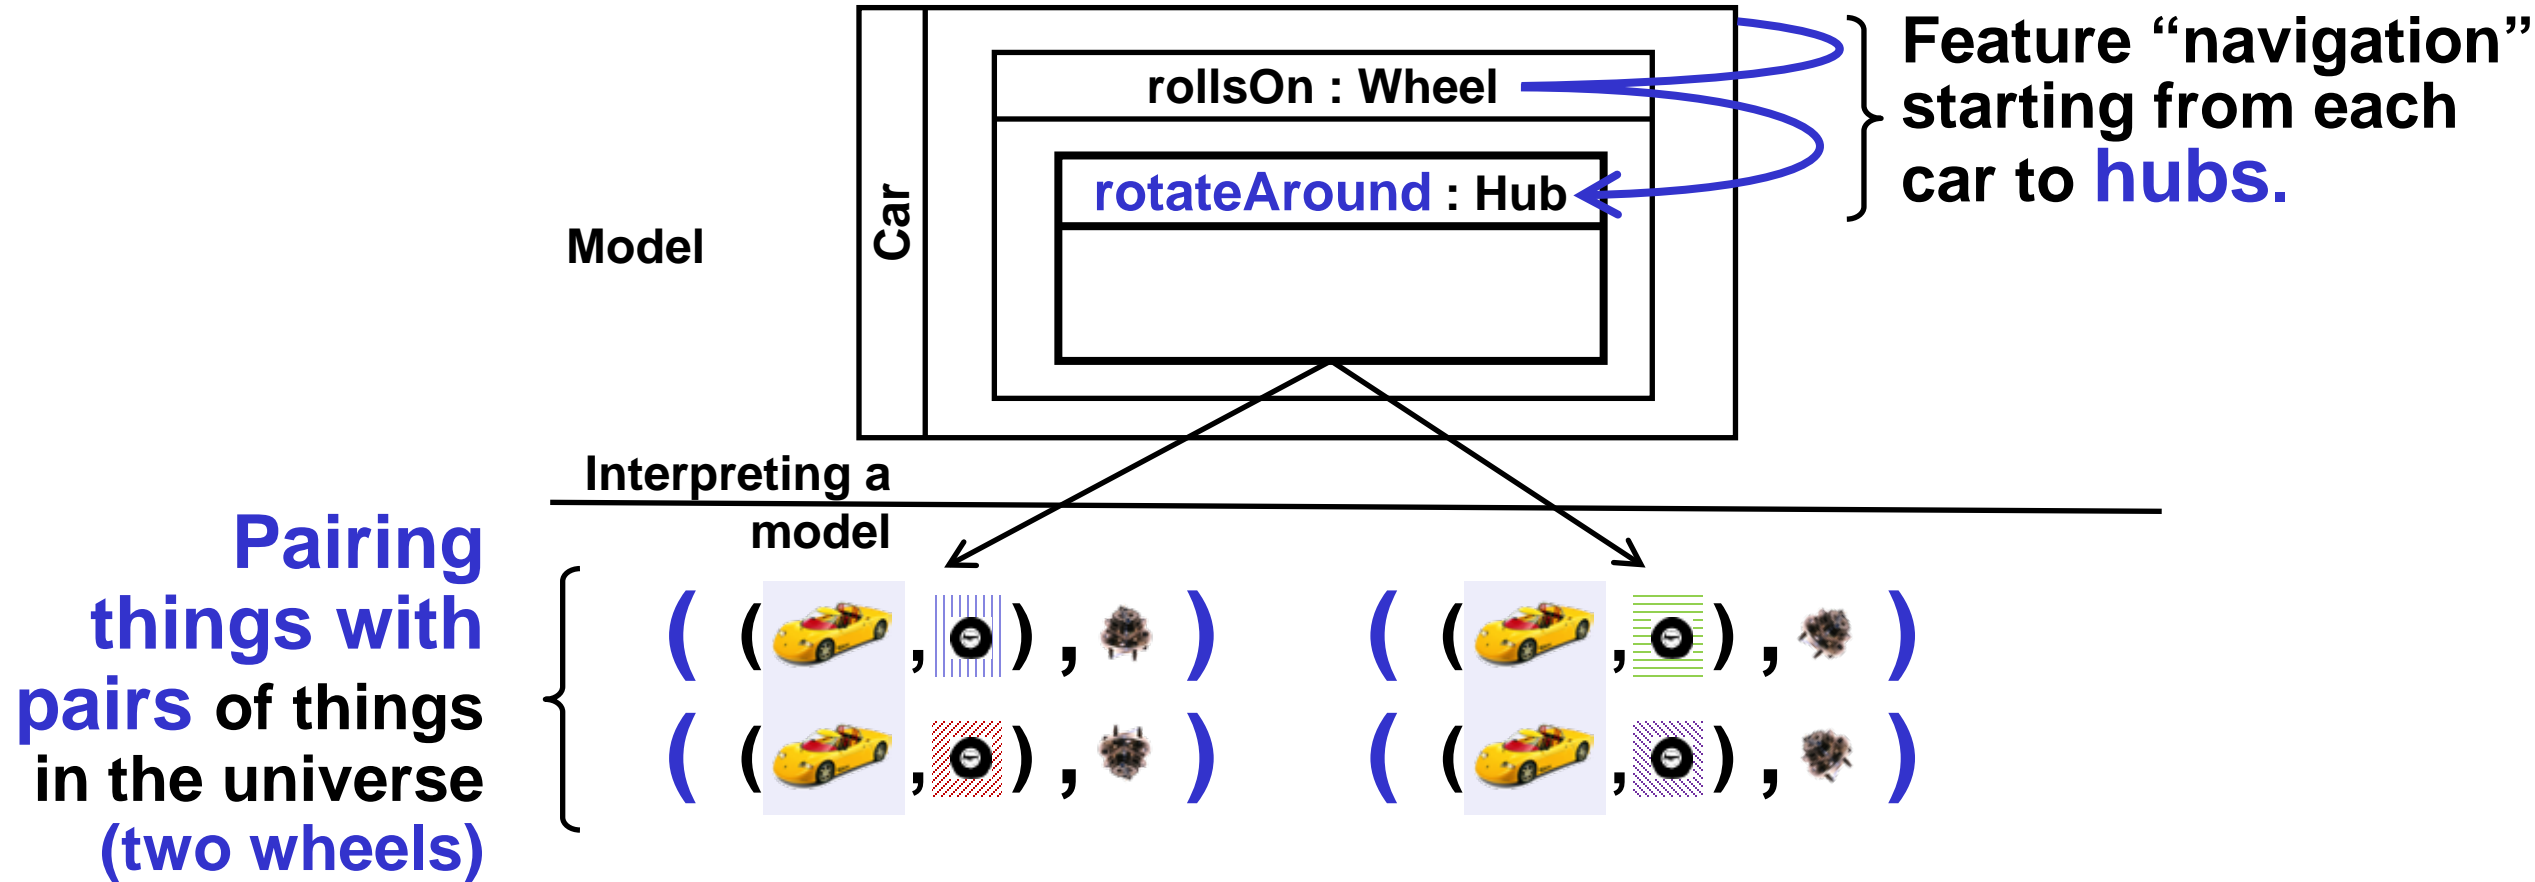 Feature “navigation”
starting from each
car to hubs.
rollsOn : Wheel
rotateAround : Hub
Car
Model
Interpreting a
model
Pairing
things with
pairs of things
in the universe
(two wheels)
( ( , ) , ) ( ( , ) , )
( ( , ) , ) ( ( , ) , )